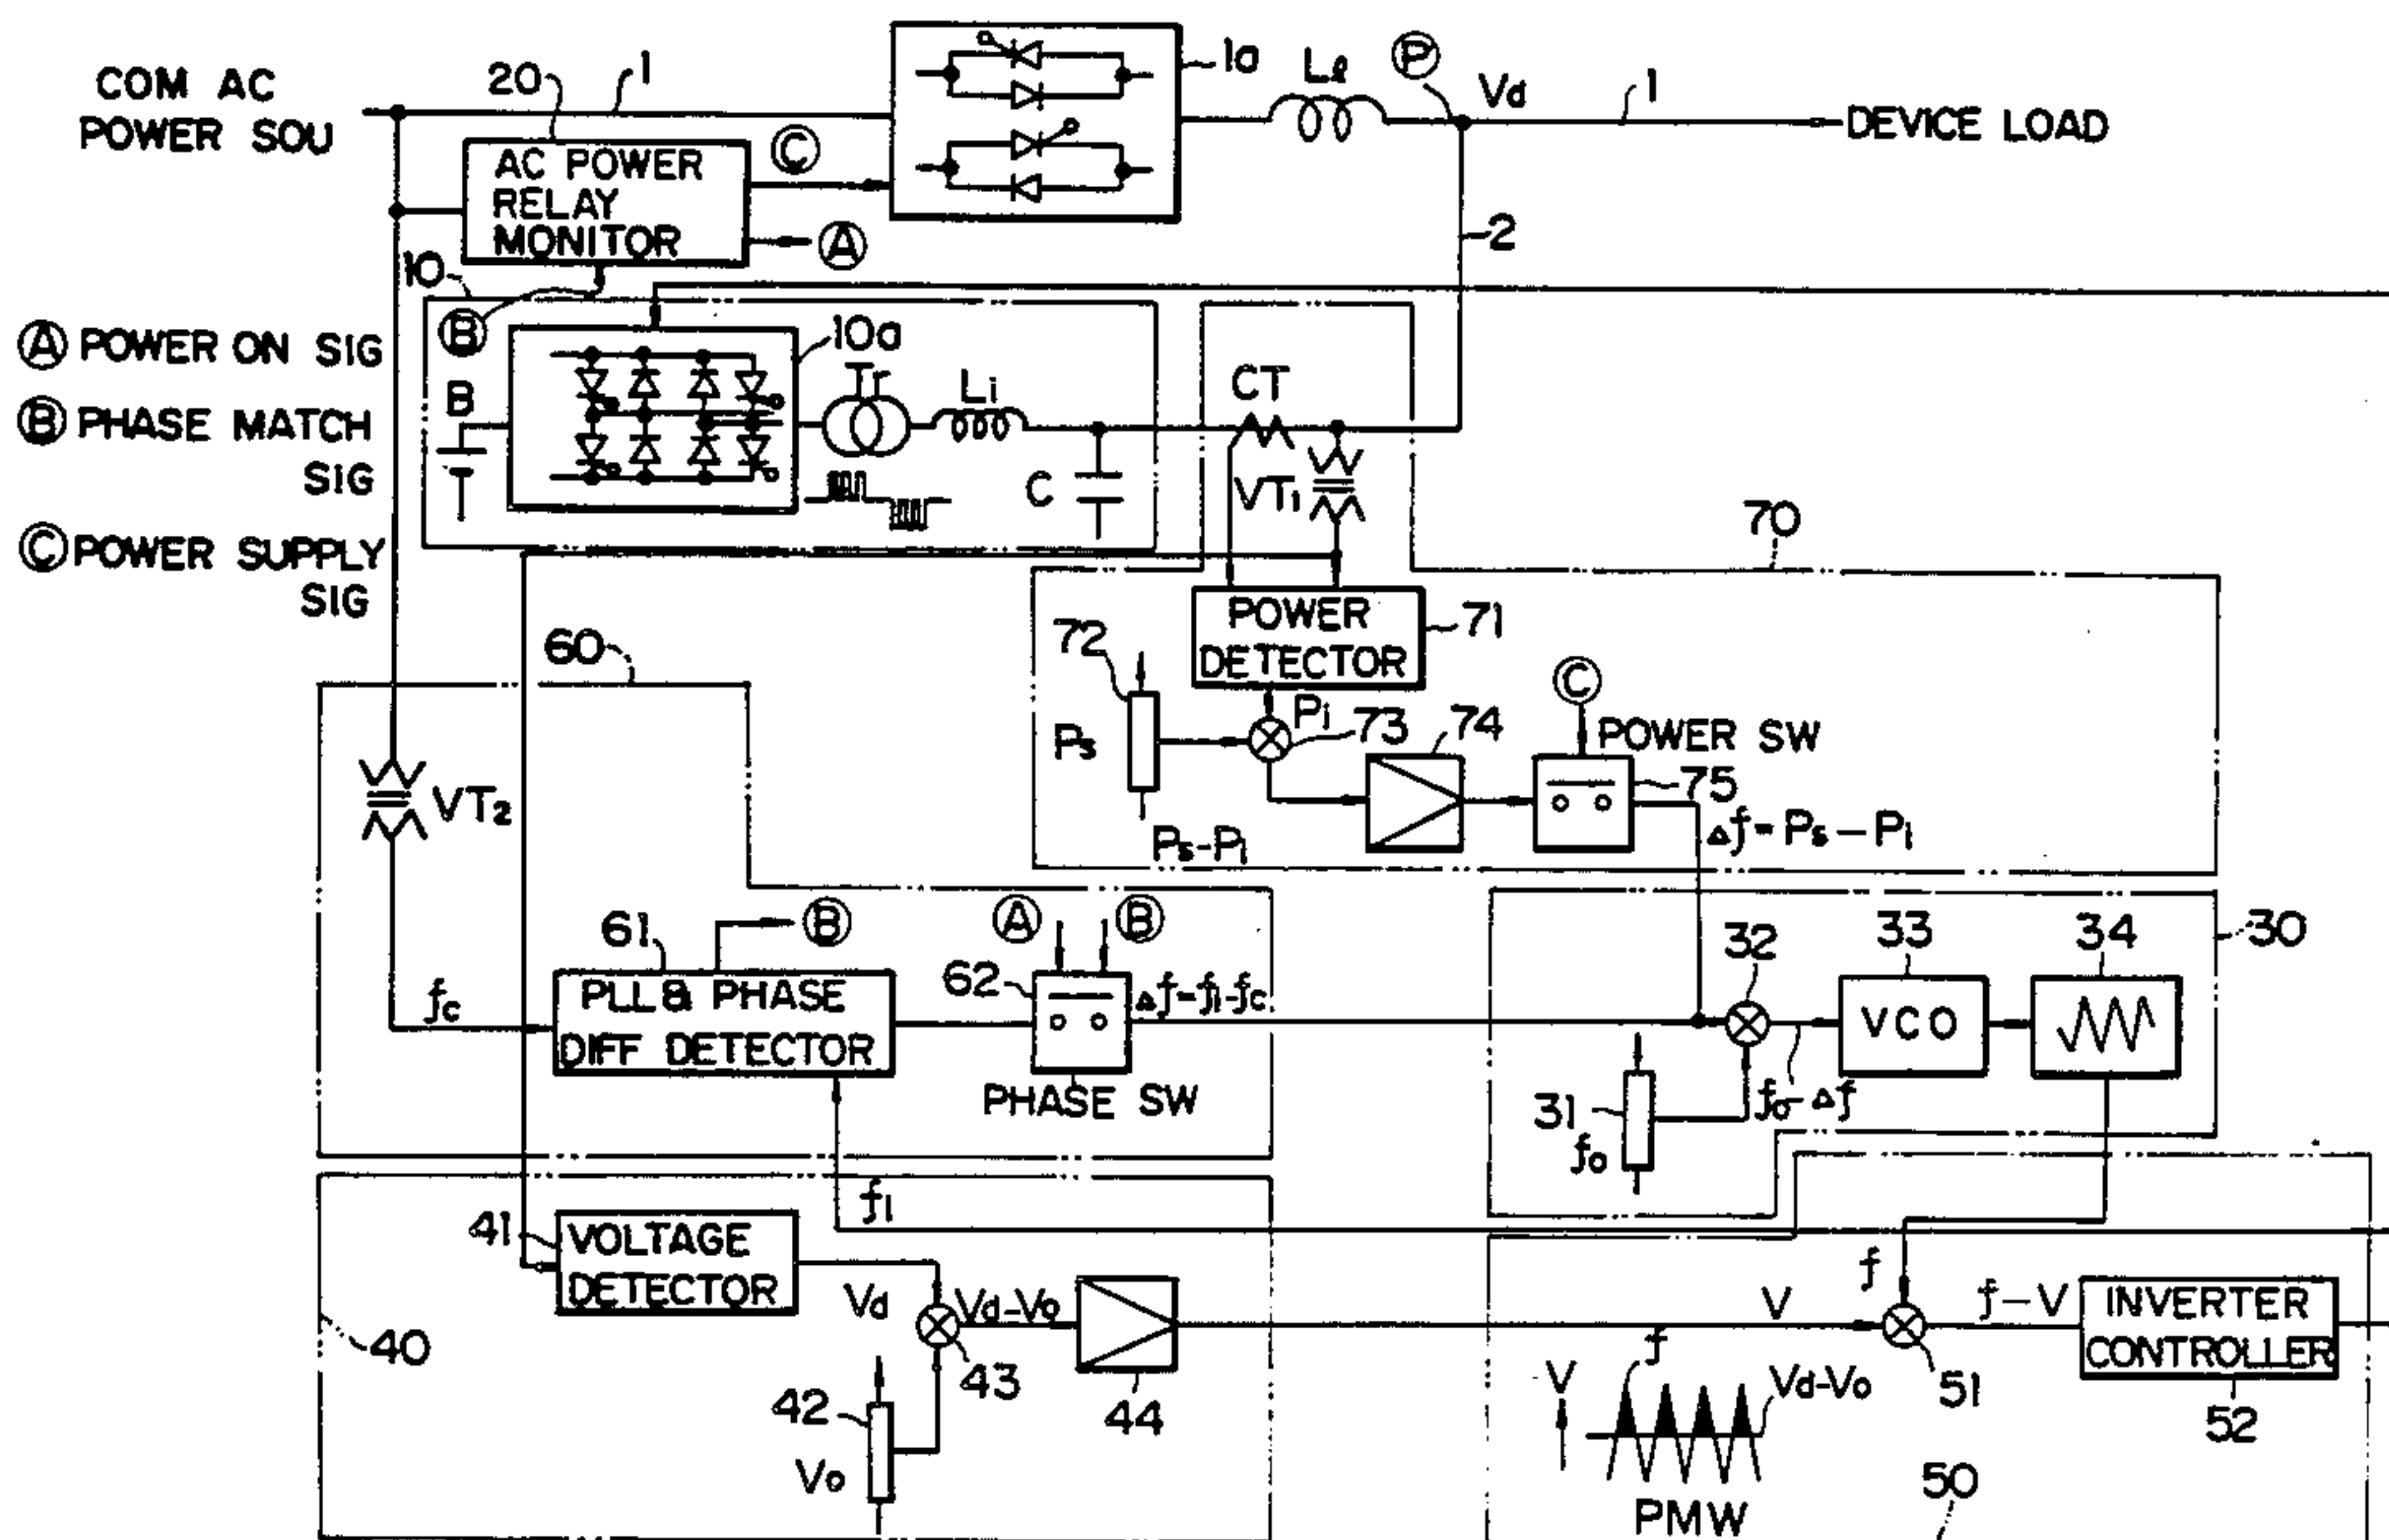 COM AC
POWER SOU
20
1
1a
Lℓ
Ⓟ
Vd
1
DEVICE LOAD
AC POWER
RELAY
MONITOR
Ⓒ
Ⓐ
2
10
Ⓑ
10a
Ⓐ POWER ON SIG
Ⓑ PHASE MATCH
SIG
Ⓒ POWER SUPPLY
SIG
B
Tr
Li
C
CT
VT1
70
POWER
DETECTOR
71
72
Ps
Pi
73
74
Ⓒ
POWER SW
75
Ps-Pi
Δf=Ps-Pi
60
VT2
fc
61
Ⓑ
PLL & PHASE
DIFF DETECTOR
Ⓐ
Ⓑ
62
Δf=fi-fc
PHASE SW
32
33
34
30
VCO
31
fo
fo-Δf
fi
41
VOLTAGE
DETECTOR
40
Vd
Vd-Vo
43
44
42
Vo
V
f
f-V
51
INVERTER
CONTROLLER
52
V
f
Vd-Vo
PMW
50